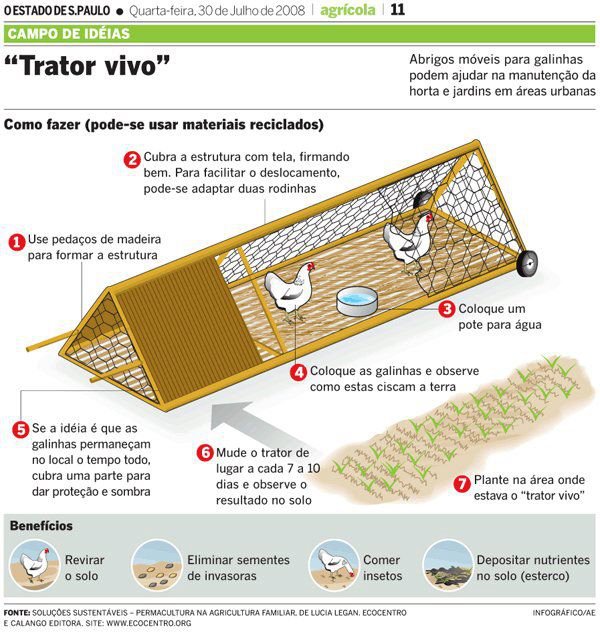 O ESTADO DE S. PAULO • Quarta-feira, 30 de Julho de 2008 | agrícola | 11
CAMPO DE IDÉIAS
“Trator vivo”
Abrigos móveis para galinhas
podem ajudar na manutenção da
horta e jardins em áreas urbanas
Como fazer (pode-se usar materiais reciclados)
1 Use pedaços de madeira
para formar a estrutura
2 Cubra a estrutura com tela, firmando
bem. Para facilitar o deslocamento,
pode-se adaptar duas rodinhas
3 Coloque um
pote para água
4 Coloque as galinhas e observe
como estas ciscam a terra
5 Se a idéia é que as
galinhas permaneçam
no local o tempo todo,
cubra uma parte para
dar proteção e sombra
6 Mude o trator de
lugar a cada 7 a 10
dias e observe o
resultado no solo
7 Plante na área onde
estava o “trator vivo”
Benefícios
Revirar
o solo
Eliminar sementes
de invasoras
Comer
insetos
Depositar nutrientes
no solo (esterco)
FONTE: SOLUÇÕES SUSTENTÁVEIS – PERMACULTURA NA AGRICULTURA FAMILIAR, DE LUCIA LEGAN. ECOCENTRO
E CALANGO EDITORA. SITE: WWW.ECOCENTRO.ORG
INFOGRÁFICO/AE